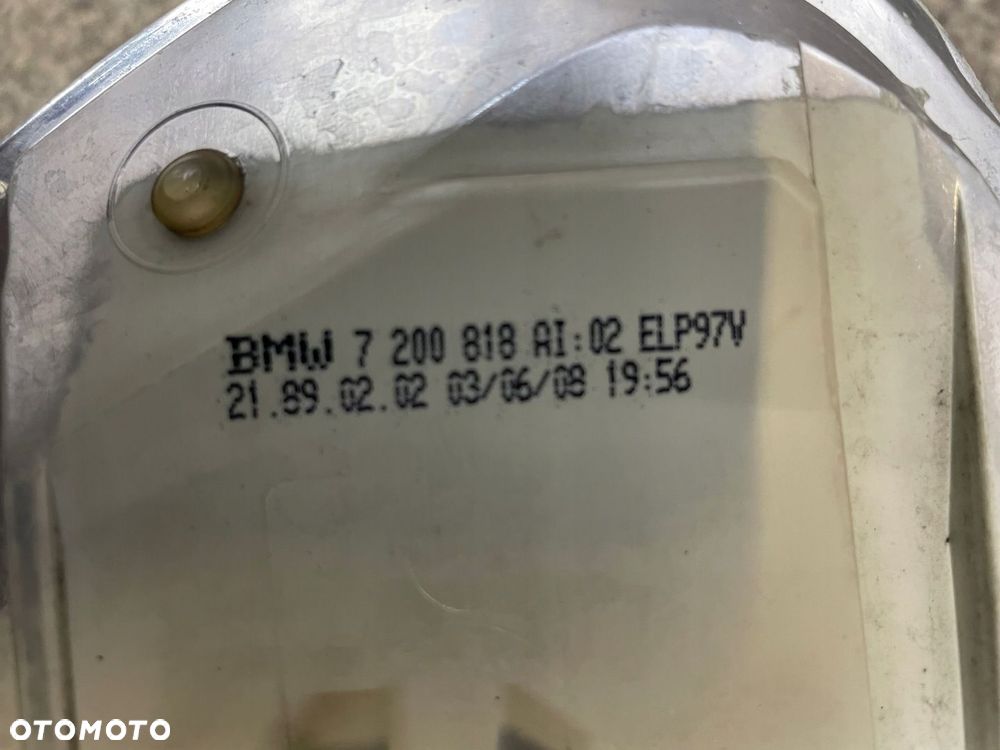 BMW 7 200 818 AI:02 ELP97V
21.89.02.02 03/06/08 19:56
OTOMOTO